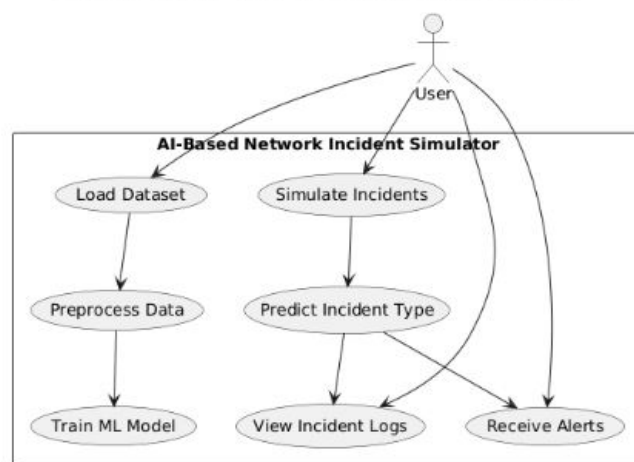 User
AI-Based Network Incident Simulator
Load Dataset
Simulate Incidents
Preprocess Data
Predict Incident Type
Train ML Model
View Incident Logs
Receive Alerts